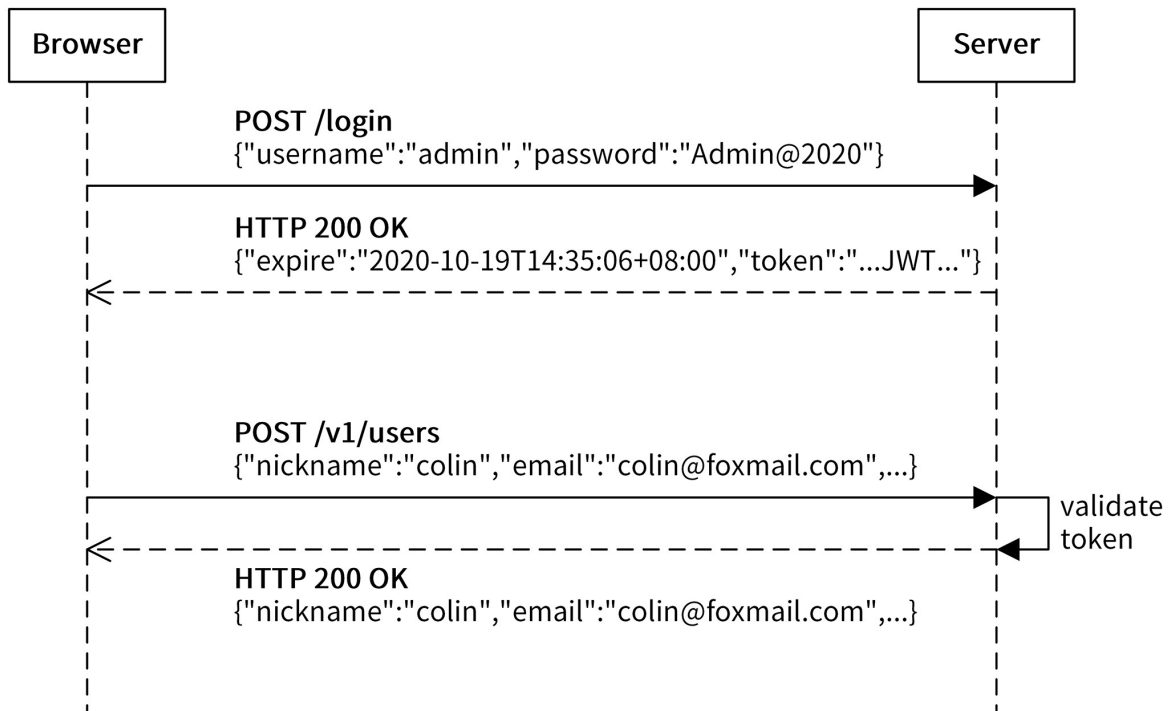 Browser
Server
POST /login
{"username":"admin","password":"Admin@2020"}
HTTP 200 OK
{"expire":"2020-10-19T14:35:06+08:00","token":"...JWT..."}
POST /v1/users
{"nickname":"colin","email":"colin@foxmail.com",...}
validate
token
HTTP 200 OK
{"nickname":"colin","email":"colin@foxmail.com",...}